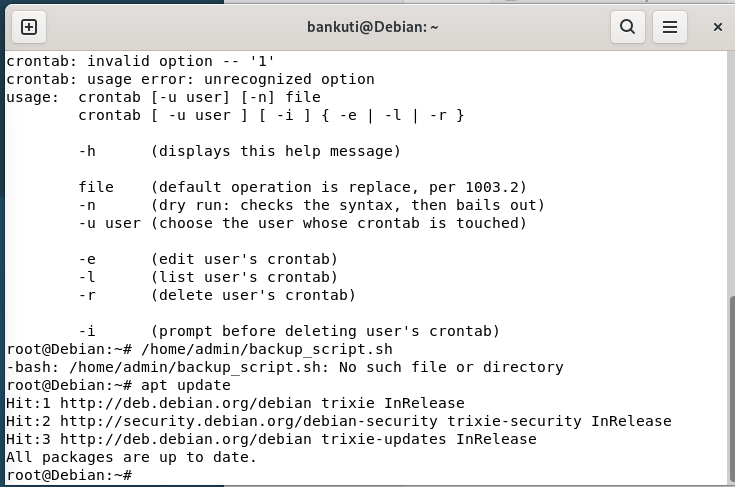 bankuti@Debian: ~
crontab: invalid option -- '1'
crontab: usage error: unrecognized option
usage:  crontab [-u user] [-n] file
        crontab [ -u user ] [ -i ] { -e | -l | -r }
        -h      (displays this help message)
        file    (default operation is replace, per 1003.2)
        -n      (dry run: checks the syntax, then bails out)
        -u user (choose the user whose crontab is touched)
        -e      (edit user's crontab)
        -l      (list user's crontab)
        -r      (delete user's crontab)
        -i      (prompt before deleting user's crontab)
root@Debian:~# /home/admin/backup_script.sh
-bash: /home/admin/backup_script.sh: No such file or directory
root@Debian:~# apt update
Hit:1 http://deb.debian.org/debian trixie InRelease
Hit:2 http://security.debian.org/debian-security trixie-security InRelease
Hit:3 http://deb.debian.org/debian trixie-updates InRelease
All packages are up to date.
root@Debian:~#